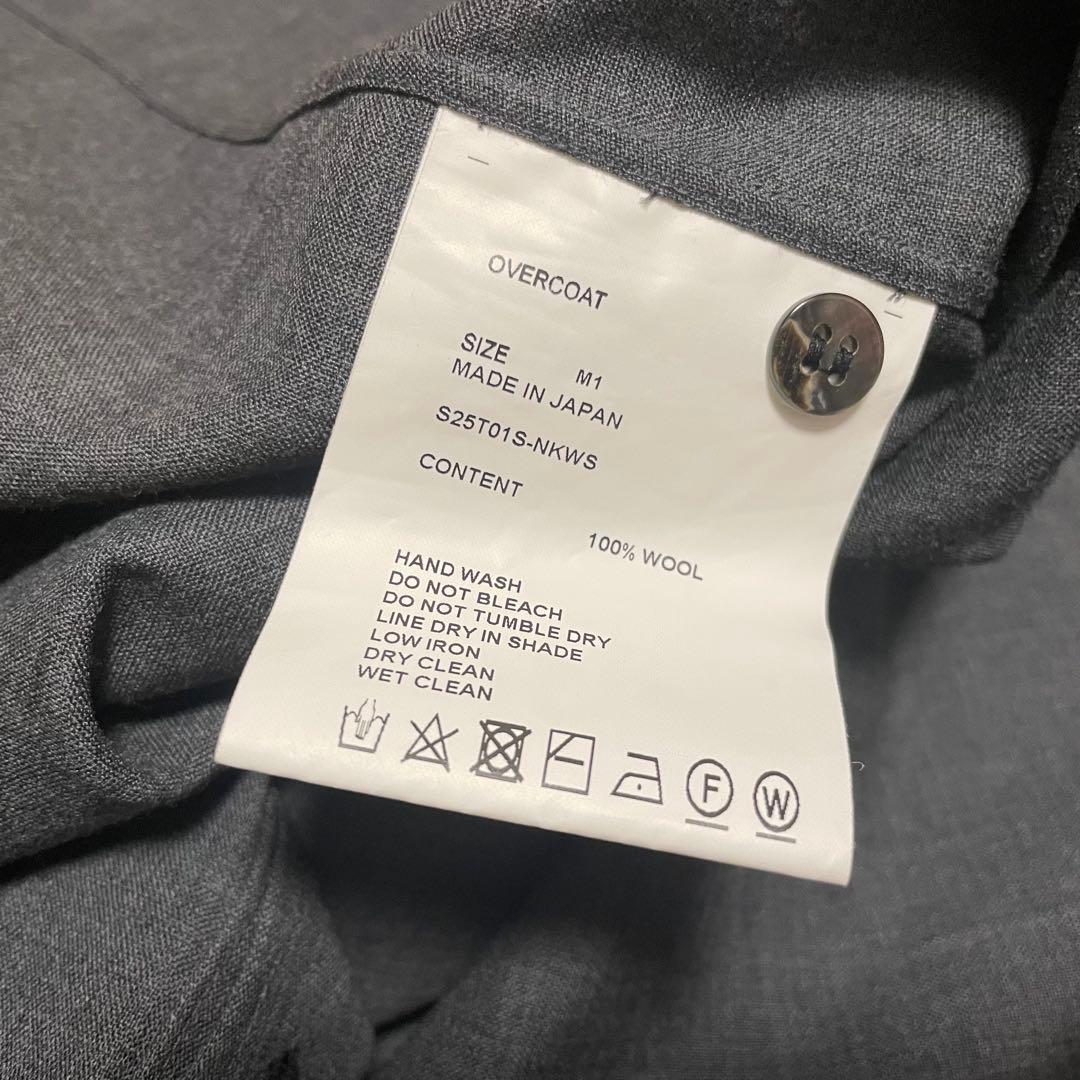 OVERCOAT
SIZE M1
MADE IN JAPAN
S25T01S-NKWS
CONTENT
100% WOOL
HAND WASH
DO NOT BLEACH
DO NOT TUMBLE DRY
LINE DRY IN SHADE
LOW IRON
DRY CLEAN
WET CLEAN
F W